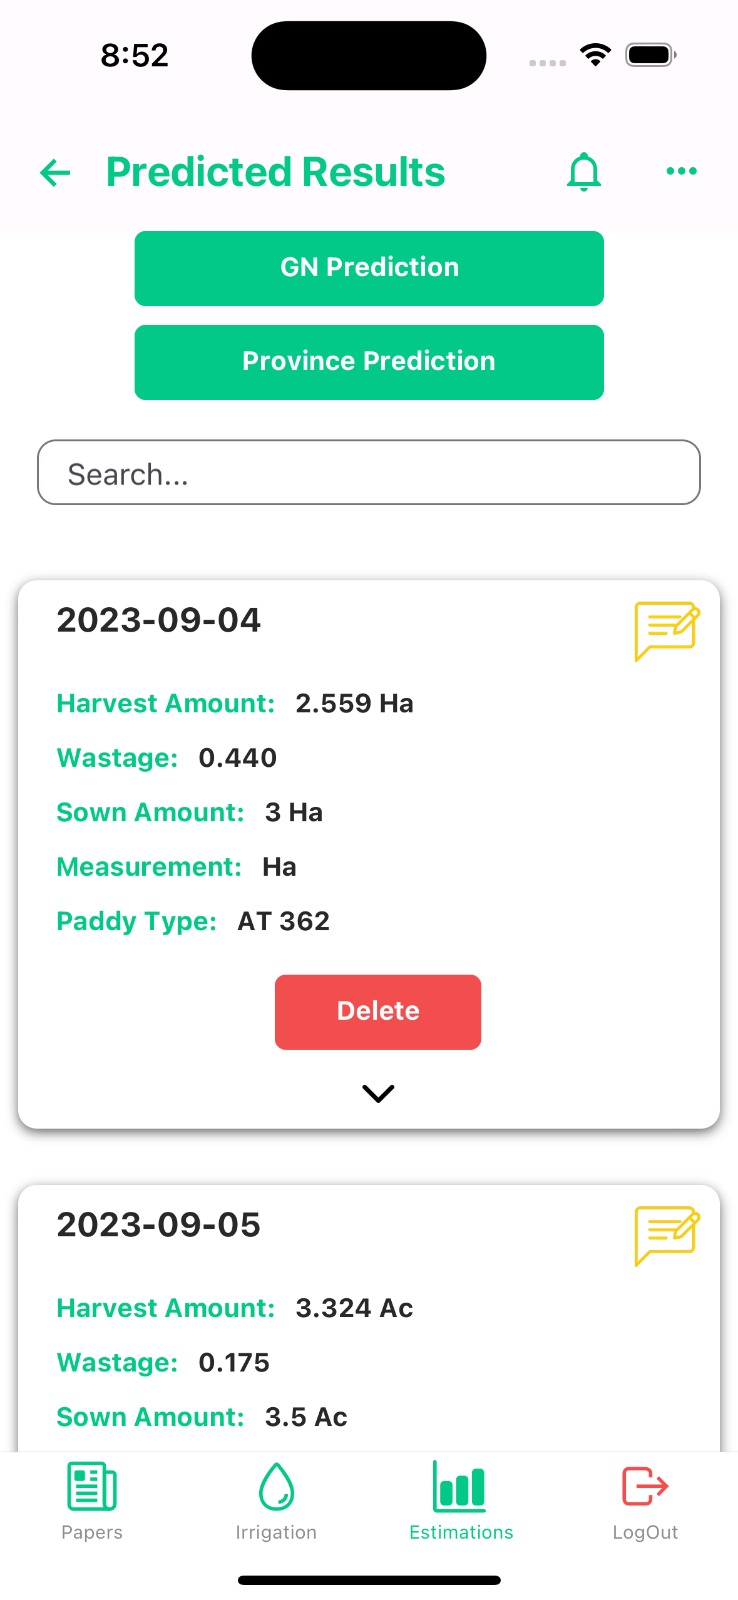 8:52
Predicted Results
GN Prediction
Province Prediction
Search...
2023-09-04
Harvest Amount: 2.559 Ha
Wastage: 0.440
Sown Amount: 3 Ha
Measurement: Ha
Paddy Type: AT 362
Delete
2023-09-05
Harvest Amount: 3.324 Ac
Wastage: 0.175
Sown Amount: 3.5 Ac
Papers Irrigation Estimations LogOut